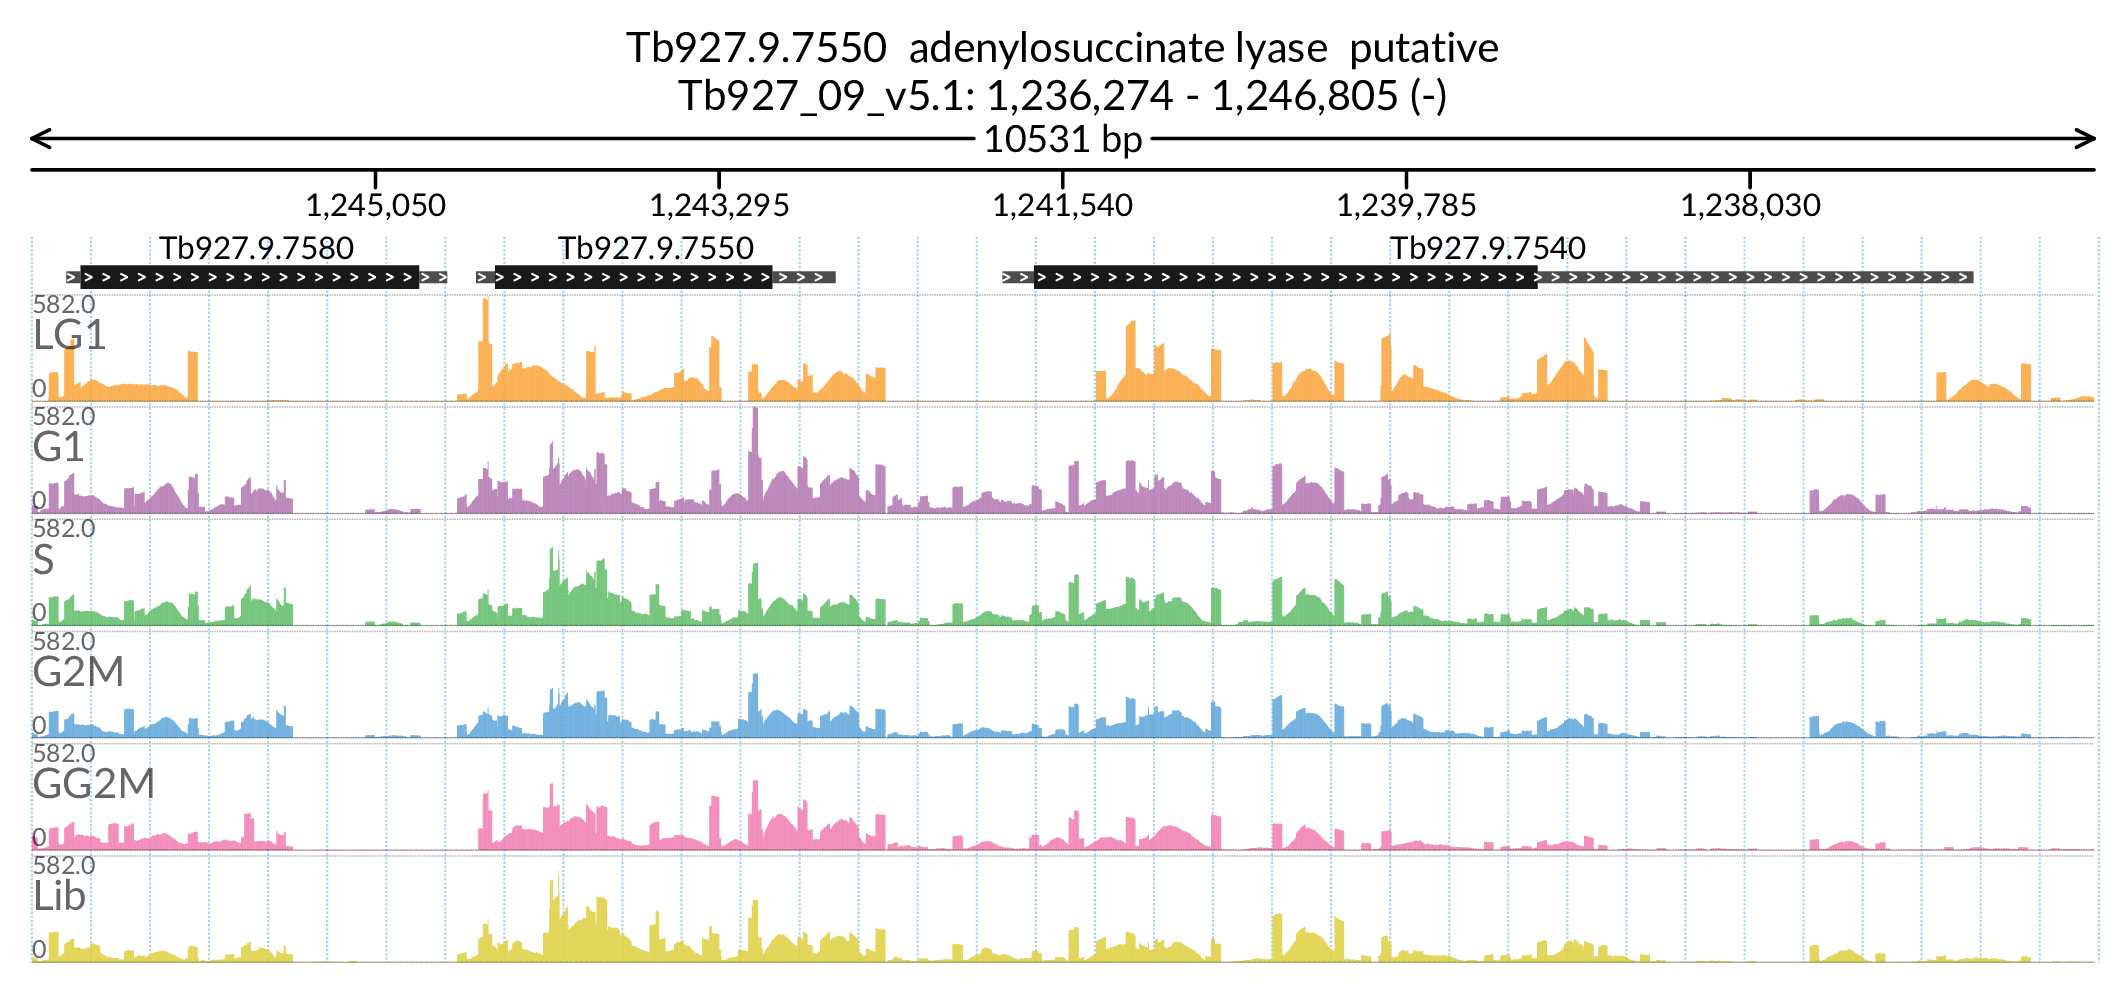 Tb927.9.7550  adenylosuccinate lyase  putative
Tb927_09_v5.1: 1,236,274 - 1,246,805 (-)
10531 bp
1,245,050 1,243,295 1,241,540 1,239,785 1,238,030
Tb927.9.7580 Tb927.9.7550 Tb927.9.7540
582.0
LG1
0
582.0
G1
0
582.0
S
0
582.0
G2M
0
582.0
GG2M
0
582.0
Lib
0